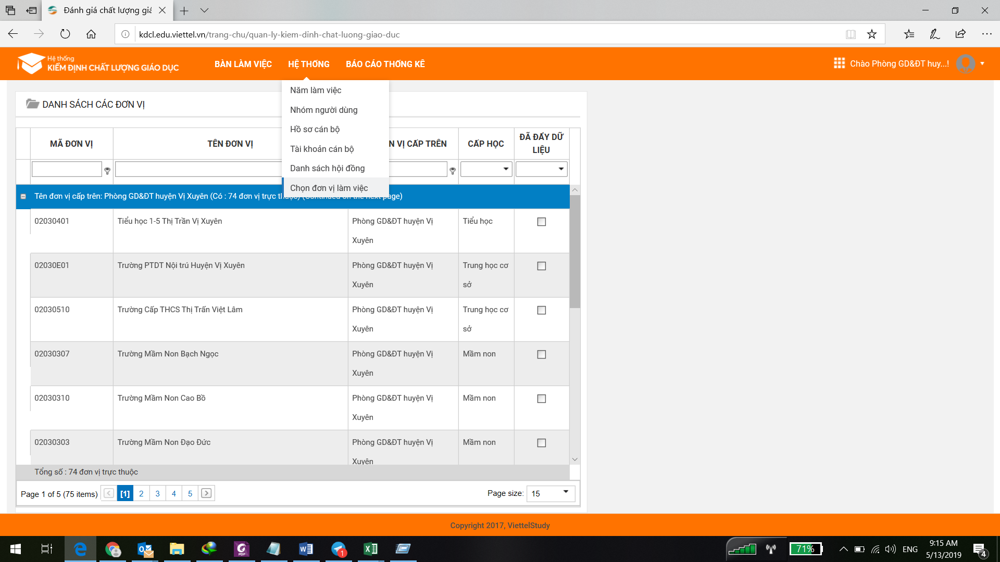 Đánh giá chất lượng giá
kdcl.edu.viettel.vn/trang-chu/quan-ly-kiem-dinh-chat-luong-giao-duc
Hệ thống
KIỂM ĐỊNH CHẤT LƯỢNG GIÁO DỤC
BÀN LÀM VIỆC
HỆ THỐNG
BÁO CÁO THỐNG KÊ
Chào Phòng GD&ĐT huy...!
Năm làm việc
Nhóm người dùng
Hồ sơ cán bộ
Tài khoản cán bộ
Danh sách hội đồng
Chọn đơn vị làm việc
DANH SÁCH CÁC ĐƠN VỊ
MÃ ĐƠN VỊ
TÊN ĐƠN VỊ
N VỊ CẤP TRÊN
CẤP HỌC
ĐÃ ĐẨY DỮ
LIỆU
Tên đơn vị cấp trên: Phòng GD&ĐT huyện Vị Xuyên (Có : 74 đơn vị trực thuộc) (Continued on the next page)
02030401
Tiểu học 1-5 Thị Trấn Vị Xuyên
Phòng GD&ĐT huyện Vị
Xuyên
Tiểu học
02030E01
Trường PTDT Nội trú Huyện Vị Xuyên
Phòng GD&ĐT huyện Vị
Xuyên
Trung học cơ
sở
02030510
Trường Cấp THCS Thị Trấn Việt Lâm
Phòng GD&ĐT huyện Vị
Xuyên
Trung học cơ
sở
02030307
Trường Mầm Non Bạch Ngọc
Phòng GD&ĐT huyện Vị
Xuyên
Mầm non
02030310
Trường Mầm Non Cao Bồ
Phòng GD&ĐT huyện Vị
Xuyên
Mầm non
02030303
Trường Mầm Non Đạo Đức
Phòng GD&ĐT huyện Vị
Xuyên
Mầm non
Tổng số : 74 đơn vị trực thuộc
Page 1 of 5 (75 items)
[1]
2
3
4
5
Page size:
15
Copyright 2017, ViettelStudy
71%
ENG
9:15 AM
5/13/2019
4
1
PDF